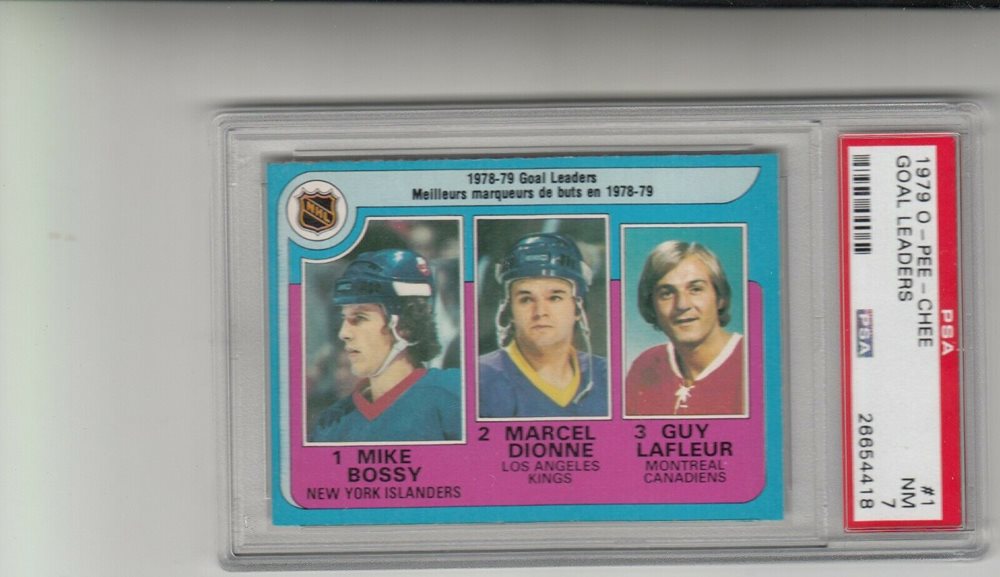 1978-79 Goal Leaders
Meilleurs marqueurs de buts en 1978-79
NHL
1 MIKE
BOSSY
NEW YORK ISLANDERS
2 MARCEL
DIONNE
LOS ANGELES
KINGS
3 GUY
LAFLEUR
MONTREAL
CANADIENS
PSA
1979 O-PEE-CHEE
GOAL LEADERS
#1
NM
7
PSA
26654418